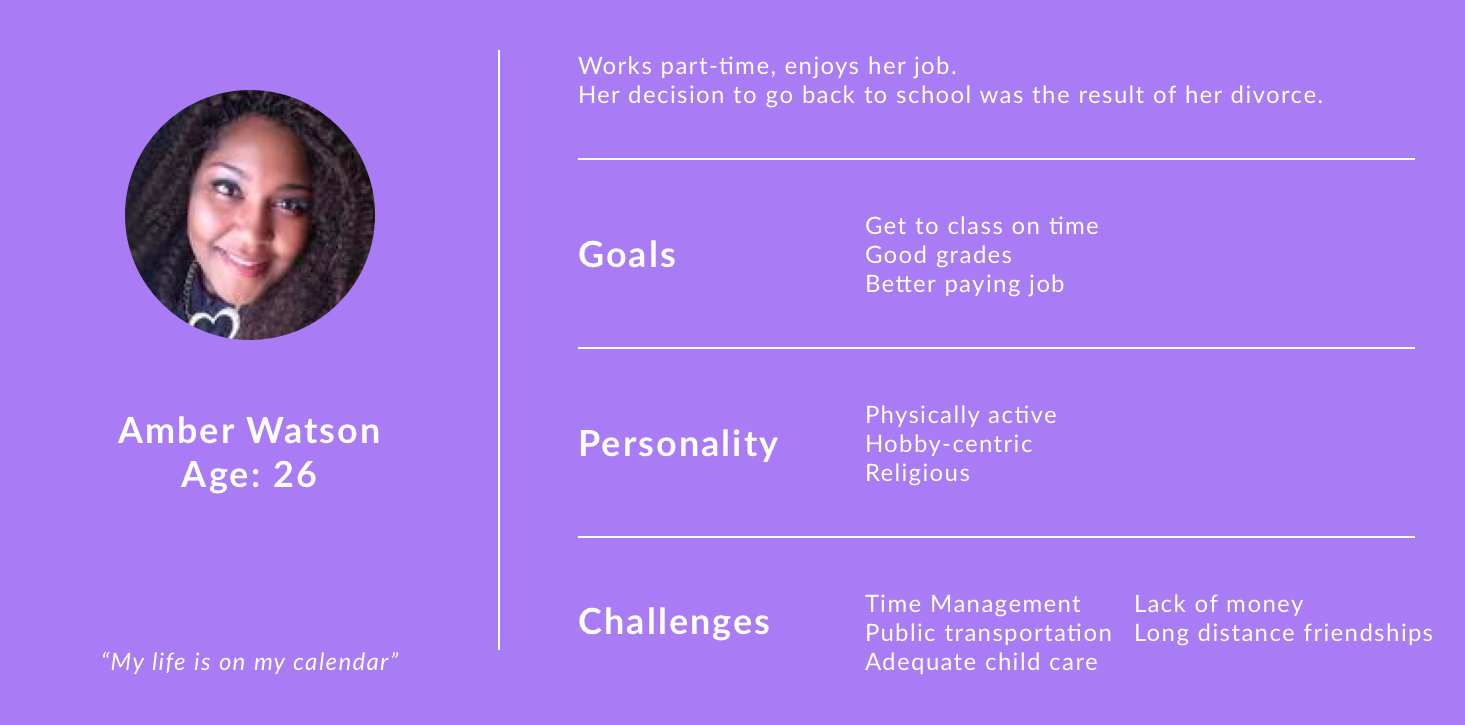 Amber Watson
Age: 26
“My life is on my calendar”
Works part-time, enjoys her job.
Her decision to go back to school was the result of her divorce.
Goals
Get to class on time
Good grades
Better paying job
Personality
Physically active
Hobby-centric
Religious
Challenges
Time Management
Public transportation
Adequate child care
Lack of money
Long distance friendships